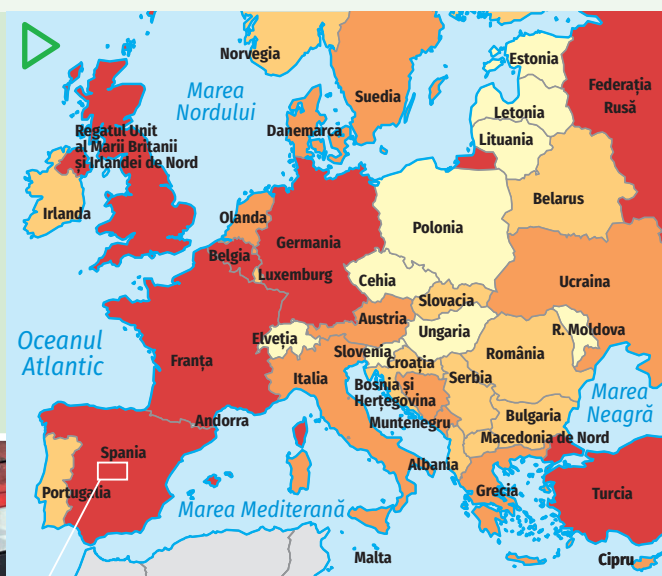 Norvegia
Suedia
Estonia
Letonia
Lituania
Federația
Rusă
Marea
Nordului
Danemarca
Regatul Unit
al Marii Britanii
și Irlandei de Nord
Irlanda
Olanda
Belgia
Luxemburg
Germania
Polonia
Belarus
Cehia
Slovacia
Ucraina
Austria
Ungaria
R. Moldova
Oceanul
Atlantic
Franța
Elveția
Slovenia
Croația
România
Italia
Bosnia și
Herțegovina
Serbia
Marea
Neagră
Muntenegru
Bulgaria
Macedonia de Nord
Andorra
Spania
Portugalia
Albania
Grecia
Turcia
Marea Mediterană
Malta
Cipru